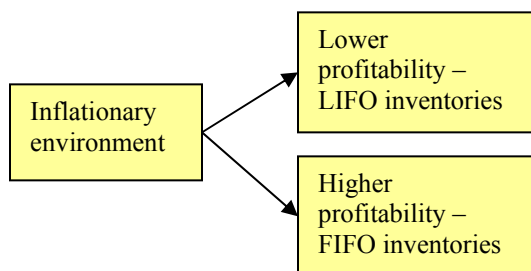 Inflationary
environment
Lower
profitability –
LIFO inventories
Higher
profitability –
FIFO inventories